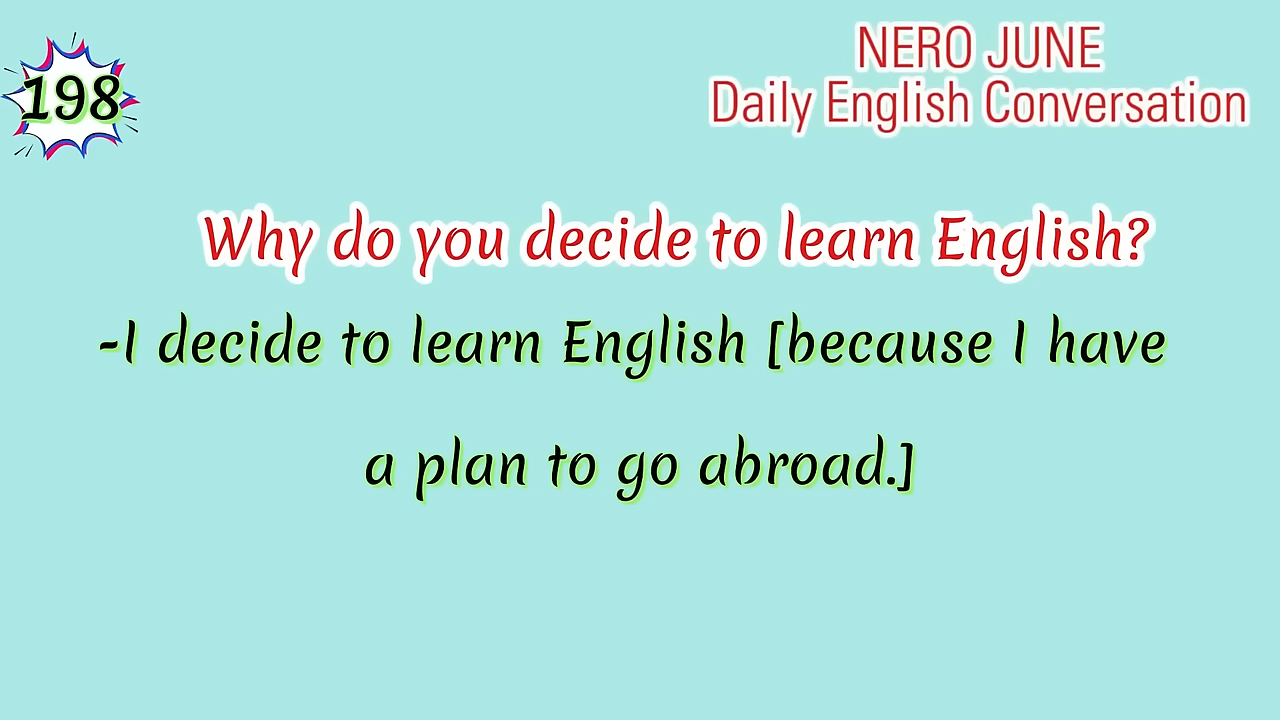 198
NERO JUNE
Daily English Conversation
Why do you decide to learn English?
-I decide to learn English [because I have
a plan to go abroad.]